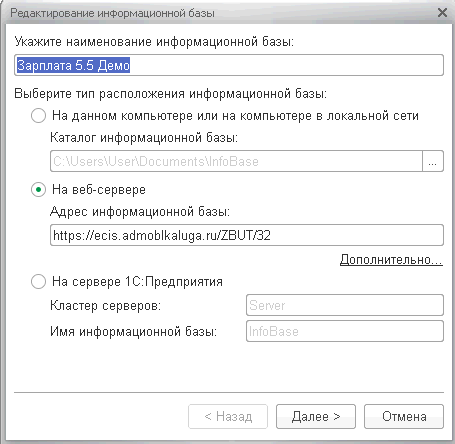 Редактирование информационной базы
Укажите наименование информационной базы:
Зарплата 5.5 Демо
Выберите тип расположения информационной базы:
На данном компьютере или на компьютере в локальной сети
Каталог информационной базы:
C:\Users\User\Documents\InfoBase ...
На веб-сервере
Адрес информационной базы:
https://ecis.admoblkaluga.ru/ZBUT/32
Дополнительно...
На сервере 1С:Предприятия
Кластер серверов: Server
Имя информационной базы: InfoBase
< Назад Далее > Отмена